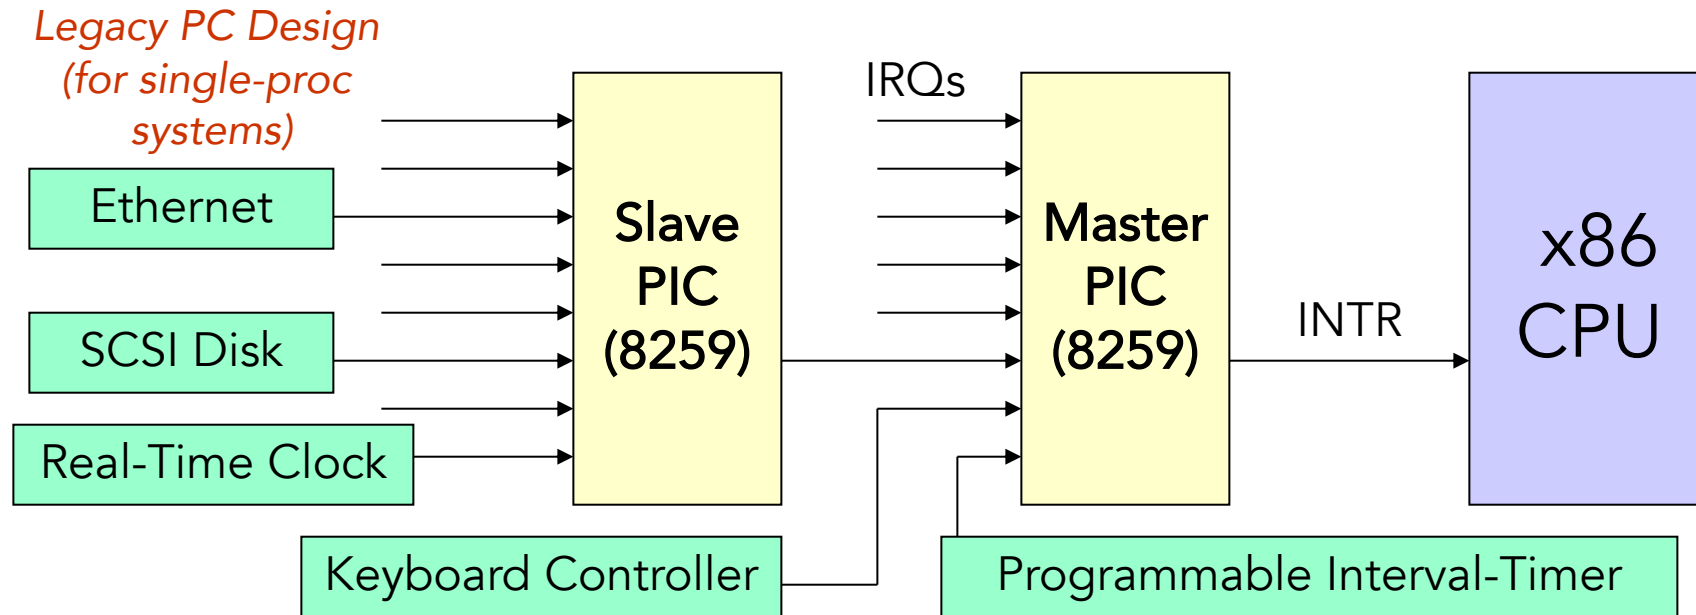 Legacy PC Design
(for single-proc
systems)
IRQs
Ethernet
Slave
PIC
(8259)
Master
PIC
(8259)
x86
CPU
INTR
SCSI Disk
Real-Time Clock
Keyboard Controller
Programmable Interval-Timer